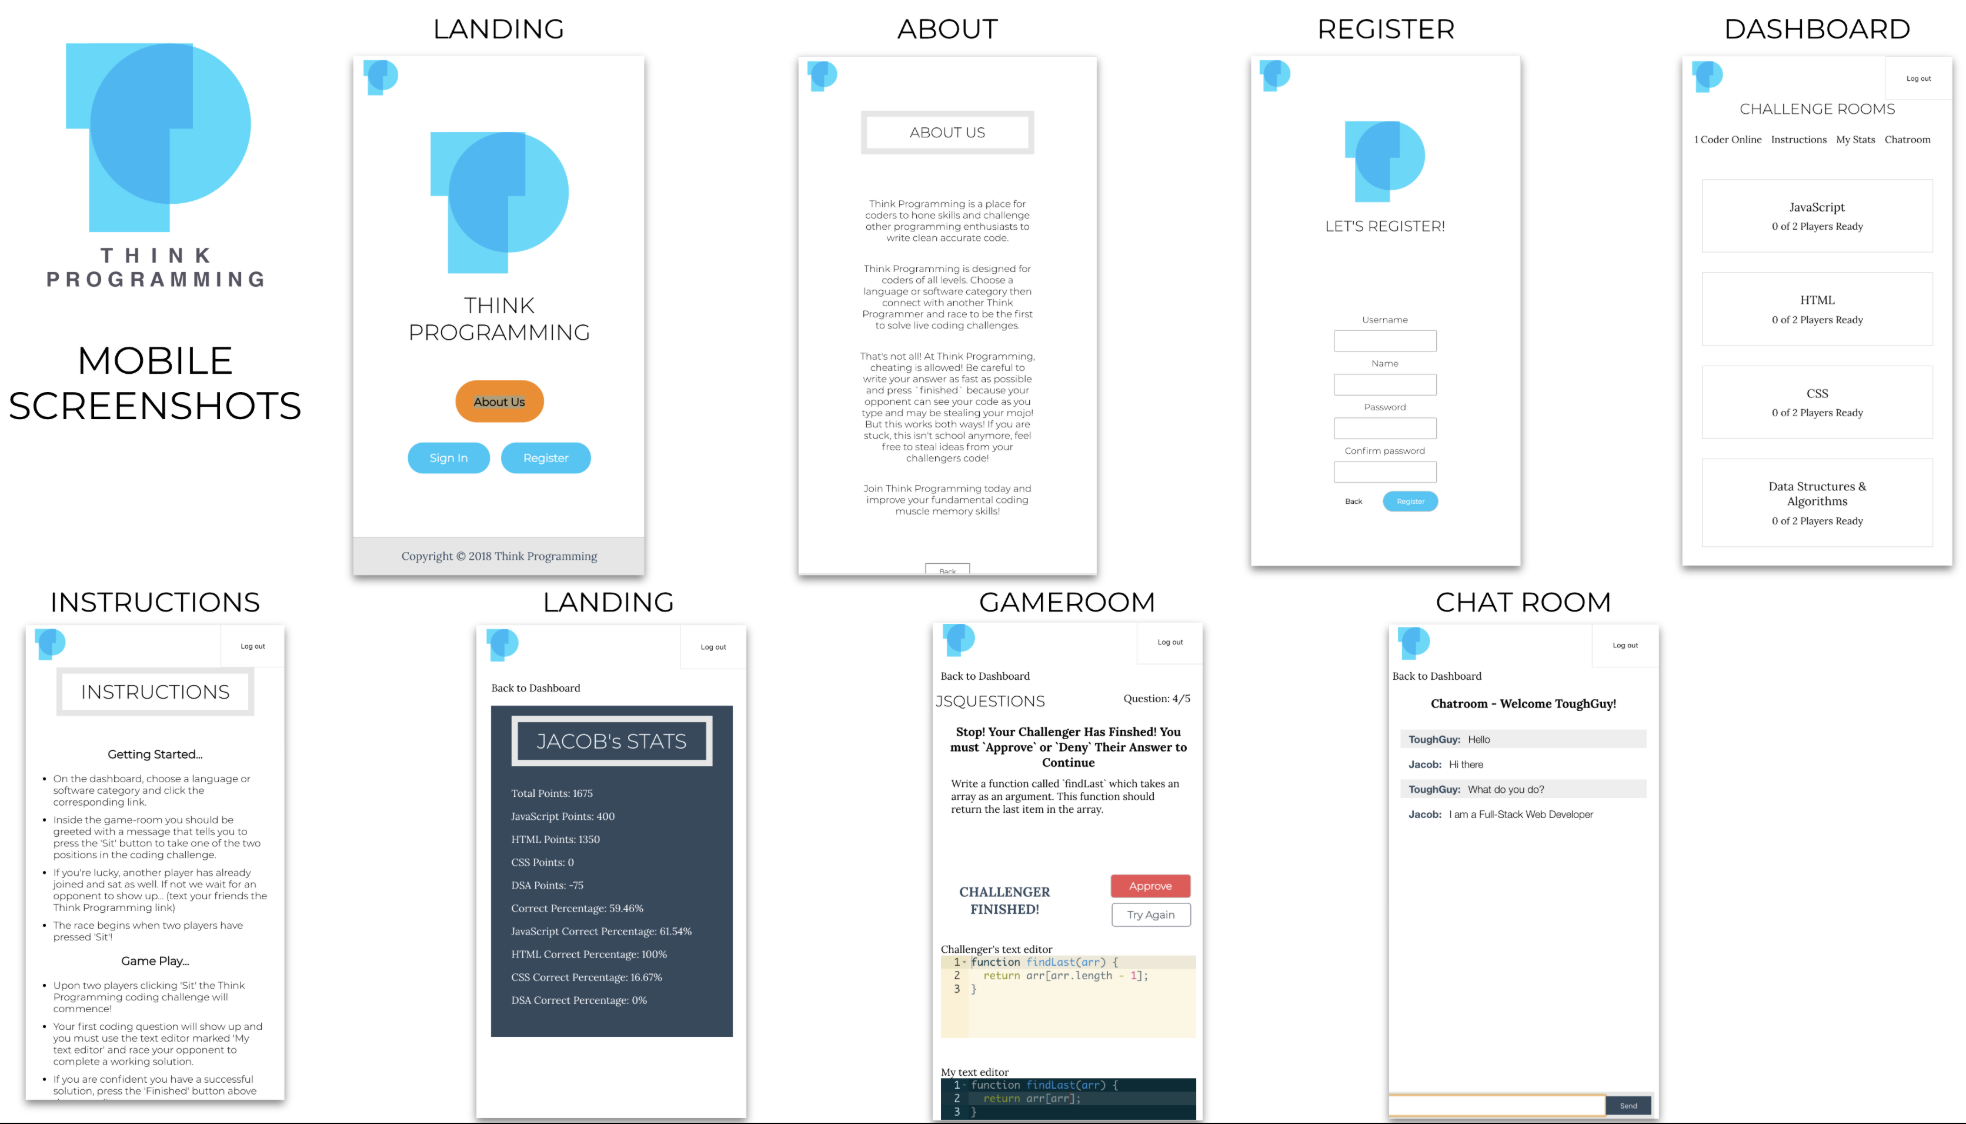 THINK
PROGRAMMING
MOBILE
SCREENSHOTS
LANDING
THINK
PROGRAMMING
About Us
Sign In Register
Copyright © 2018 Think Programming
ABOUT
ABOUT US
Think Programming is a place for
coders to hone skills and challenge
other programming enthusiasts to
write clean accurate code.
Think Programming is designed for
coders of all levels. Choose a
language or software category then
connect with another Think
Programmer and race to be the first
to solve live coding challenges.
That's not all! At Think Programming,
cheating is allowed! Be careful to
write your answer as fast as possible
and press `finished` because your
opponent can see your code as you
type and may be stealing your mojo!
But this works both ways! If you are
stuck, this isn't school anymore, feel
free to steal ideas from your
challengers code!
Join Think Programming today and
improve your fundamental coding
muscle memory skills!
Back
REGISTER
LET'S REGISTER!
Username
Name
Password
Confirm password
Back Register
DASHBOARD
Log out
CHALLENGE ROOMS
1 Coder Online Instructions My Stats Chatroom
JavaScript
0 of 2 Players Ready
HTML
0 of 2 Players Ready
CSS
0 of 2 Players Ready
Data Structures &
Algorithms
0 of 2 Players Ready
INSTRUCTIONS
Log out
INSTRUCTIONS
Getting Started...
• On the dashboard, choose a language or
software category and click the
corresponding link.
• Inside the game-room you should be
greeted with a message that tells you to
press the 'Sit' button to take one of the two
positions in the coding challenge.
• If you're lucky, another player has already
joined and sat as well. If not we wait for an
opponent to show up... (text your friends the
Think Programming link)
• The race begins when two players have
pressed 'Sit'!
Game Play...
• Upon two players clicking 'Sit' the Think
Programming coding challenge will
commence!
• Your first coding question will show up and
you must use the text editor marked 'My
text editor' and race your opponent to
complete a working solution.
• If you are confident you have a successful
solution, press the 'Finished' button above
LANDING
Log out
Back to Dashboard
JACOB's STATS
Total Points: 1675
JavaScript Points: 400
HTML Points: 1350
CSS Points: 0
DSA Points: -75
Correct Percentage: 59.46%
JavaScript Correct Percentage: 61.54%
HTML Correct Percentage: 100%
CSS Correct Percentage: 16.67%
DSA Correct Percentage: 0%
GAMEROOM
Log out
Back to Dashboard
JSQUESTIONS Question: 4/5
Stop! Your Challenger Has Finshed! You
must `Approve` or `Deny` Their Answer to
Continue
Write a function called `findLast` which takes an
array as an argument. This function should
return the last item in the array.
CHALLENGER
FINISHED!
Approve
Try Again
Challenger's text editor
1 function findLast(arr) {
2 return arr[arr.length - 1];
3 }
My text editor
1 function findLast(arr) {
2 return arr[arr];
3 }
CHAT ROOM
Log out
Back to Dashboard
Chatroom - Welcome ToughGuy!
ToughGuy: Hello
Jacob: Hi there
ToughGuy: What do you do?
Jacob: I am a Full-Stack Web Developer
Send